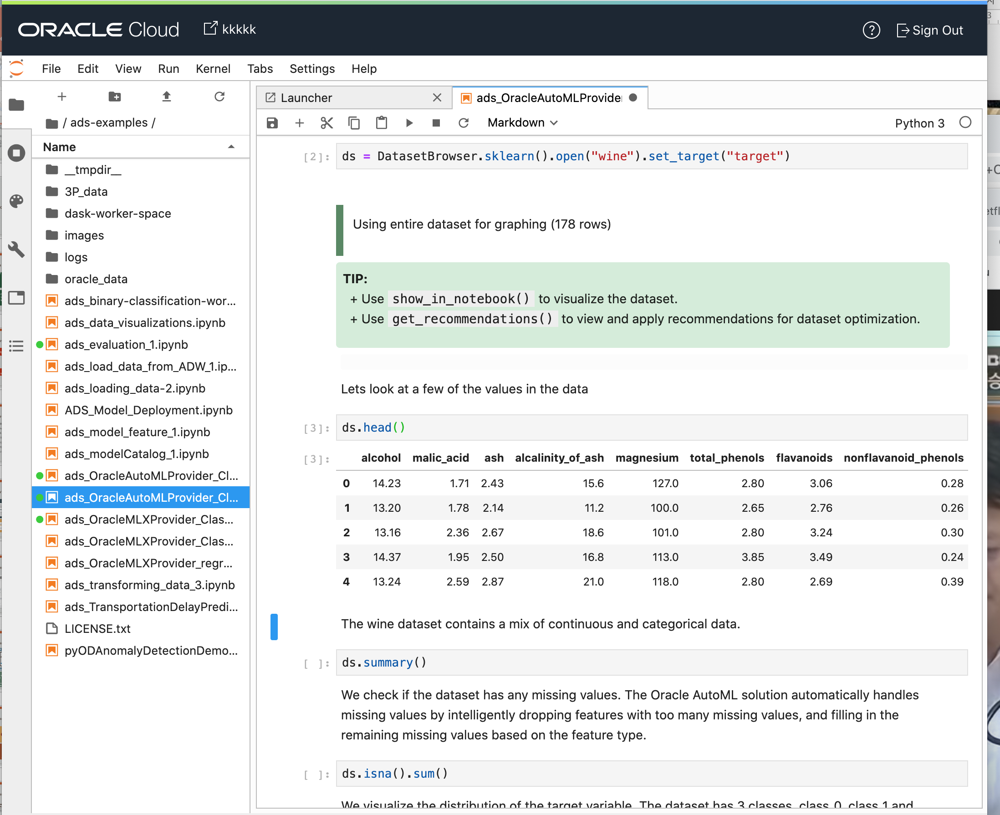 ORACLE Cloud kkkkk ? Sign Out
File Edit View Run Kernel Tabs Settings Help
/ ads-examples /
Name
__tmpdir__
3P_data
dask-worker-space
images
logs
oracle_data
ads_binary-classification-wor...
ads_data_visualizations.ipynb
ads_evaluation_1.ipynb
ads_load_data_from_ADW_1.ip...
ads_loading_data-2.ipynb
ADS_Model_Deployment.ipynb
ads_model_feature_1.ipynb
ads_modelCatalog_1.ipynb
ads_OracleAutoMLProvider_Cl...
ads_OracleAutoMLProvider_Cl...
ads_OracleMLXProvider_Clas...
ads_OracleMLXProvider_Clas...
ads_OracleMLXProvider_regr...
ads_transforming_data_3.ipynb
ads_TransportationDelayPredi...
LICENSE.txt
pyODAnomalyDetectionDemo...
Launcher ads_OracleAutoMLProvider
Markdown Python 3
[2]: ds = DatasetBrowser.sklearn().open("wine").set_target("target")
Using entire dataset for graphing (178 rows)
TIP:
+ Use show_in_notebook() to visualize the dataset.
+ Use get_recommendations() to view and apply recommendations for dataset optimization.
Lets look at a few of the values in the data
[3]: ds.head()
[3]: alcohol malic_acid ash alcalinity_of_ash magnesium total_phenols flavanoids nonflavanoid_phenols
0 14.23 1.71 2.43 15.6 127.0 2.80 3.06 0.28
1 13.20 1.78 2.14 11.2 100.0 2.65 2.76 0.26
2 13.16 2.36 2.67 18.6 101.0 2.80 3.24 0.30
3 14.37 1.95 2.50 16.8 113.0 3.85 3.49 0.24
4 13.24 2.59 2.87 21.0 118.0 2.80 2.69 0.39
The wine dataset contains a mix of continuous and categorical data.
[ ]: ds.summary()
We check if the dataset has any missing values. The Oracle AutoML solution automatically handles
missing values by intelligently dropping features with too many missing values, and filling in the
remaining missing values based on the feature type.
[ ]: ds.isna().sum()
We visualize the distribution of the target variable. The dataset has 3 classes, class_0, class_1 and